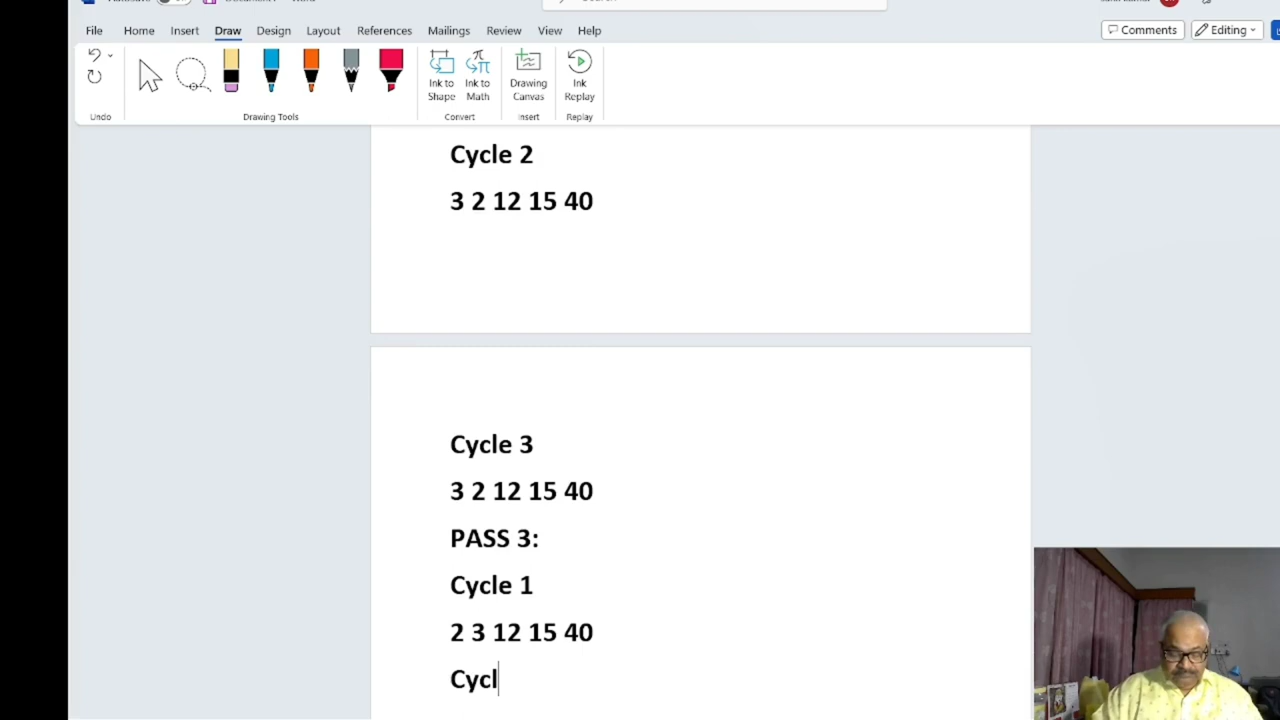 File Home Insert Draw Design Layout References Mailings Review View Help Comments Editing
Ink to Shape
Ink to Math
Drawing Canvas
Ink Replay
Undo Drawing Tools Convert Insert Replay
Cycle 2
3 2 12 15 40
Cycle 3
3 2 12 15 40
PASS 3:
Cycle 1
2 3 12 15 40
Cycl